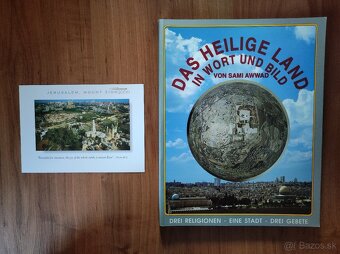 JERUSALEM, MOUNT ZION
DAS HEILIGE LAND
IN WORT UND BILD
VON SAMI AWWAD
DREI RELIGIONEN - EINE STADT - DREI GEBETE
© Bazos.sk